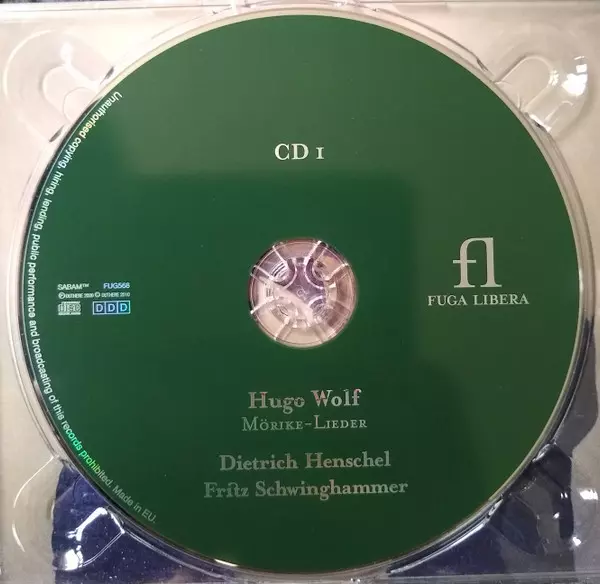 CD 1
fl
FUGA LIBERA
SABAM™ FUG568
DDD
Hugo Wolf
Mörike-Lieder
Dietrich Henschel
Fritz Schwinghammer
Unauthorised copying, hiring, lending, public performance and broadcasting of this records prohibited. Made in EU.